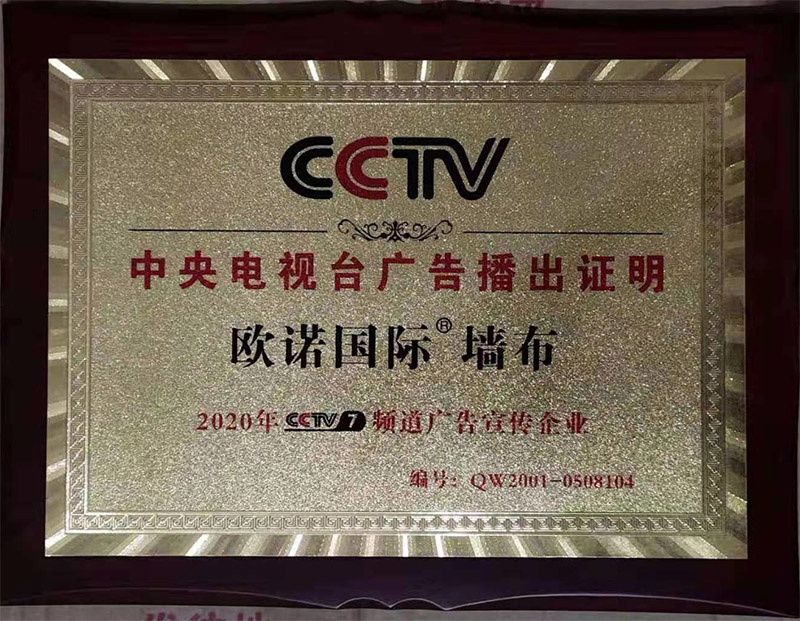 CCTV
中央电视台广告播出证明
欧诺国际®墙布
2020年CCTV7频道广告宣传企业
编号：QW2001-0508104